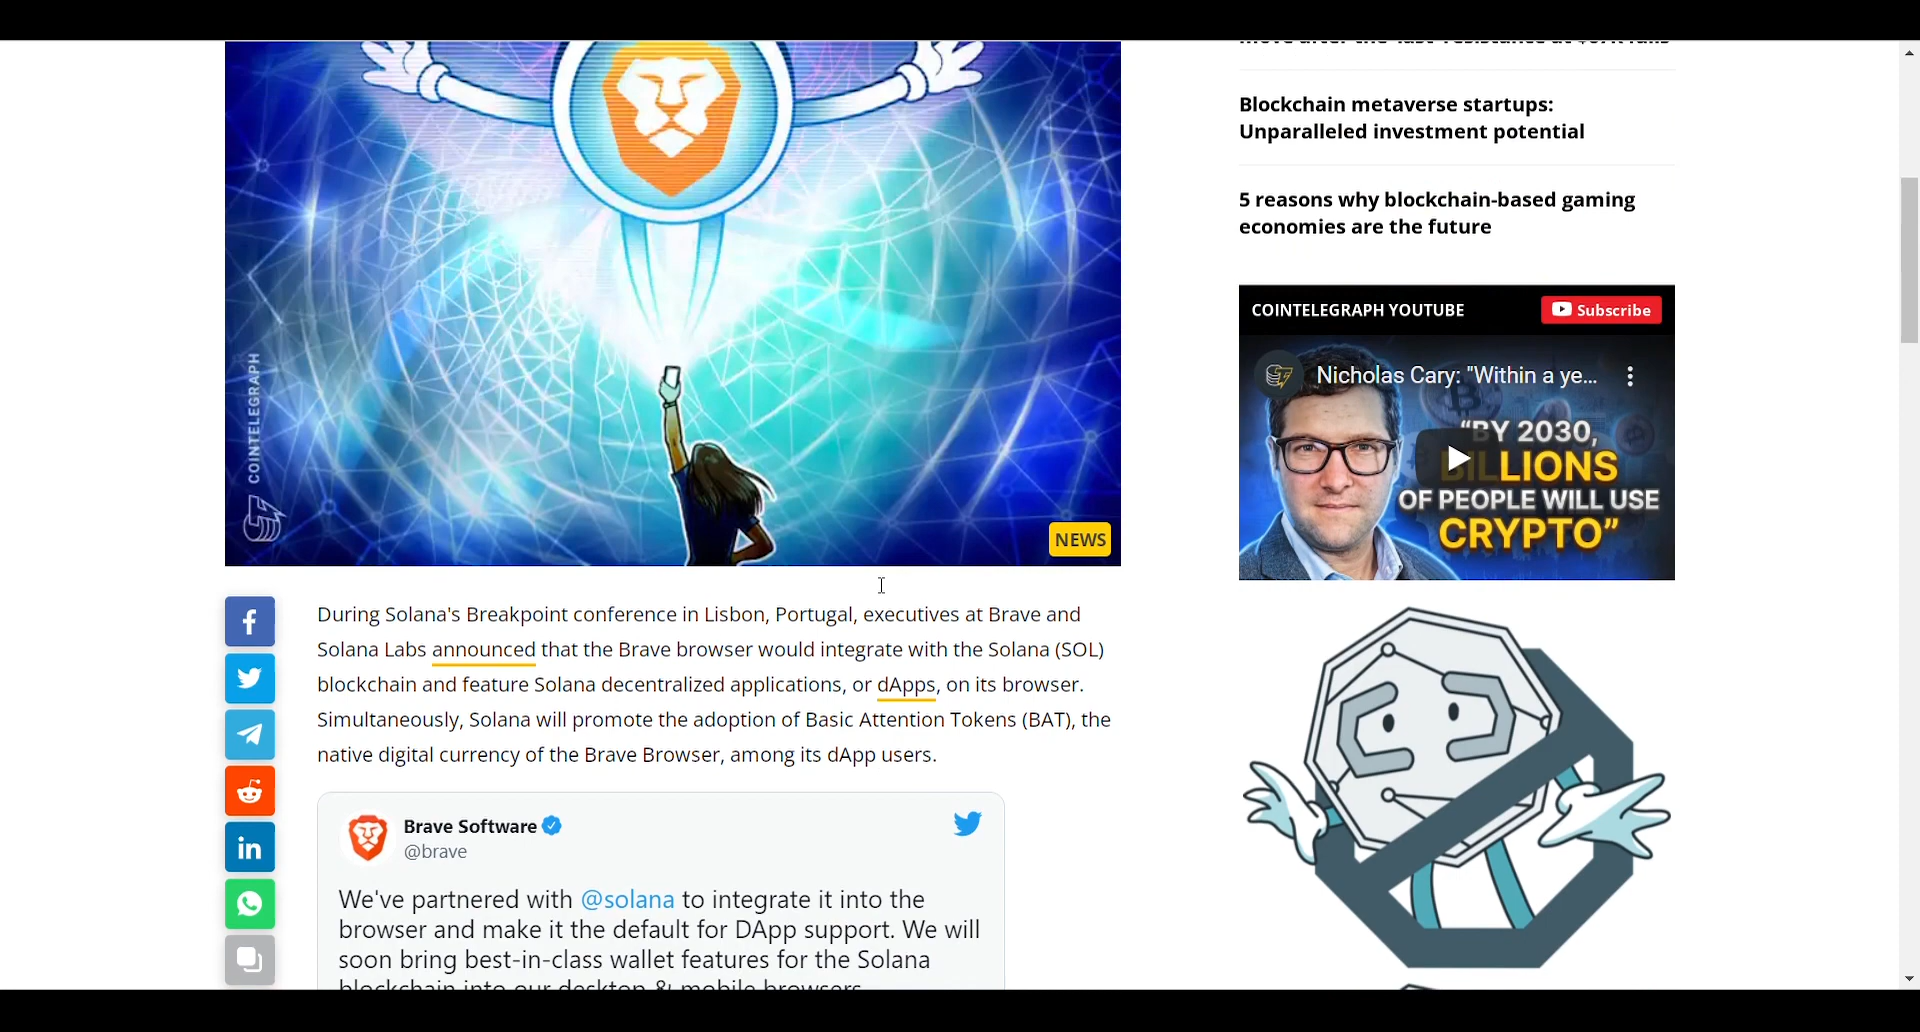 COINTELEGRAPH
NEWS
During Solana's Breakpoint conference in Lisbon, Portugal, executives at Brave and
Solana Labs announced that the Brave browser would integrate with the Solana (SOL)
blockchain and feature Solana decentralized applications, or dApps, on its browser.
Simultaneously, Solana will promote the adoption of Basic Attention Tokens (BAT), the
native digital currency of the Brave Browser, among its dApp users.
Brave Software
@brave
We've partnered with @solana to integrate it into the
browser and make it the default for DApp support. We will
soon bring best-in-class wallet features for the Solana
blockchain into our desktop & mobile browsers.
Blockchain metaverse startups:
Unparalleled investment potential
5 reasons why blockchain-based gaming
economies are the future
COINTELEGRAPH YOUTUBE
Subscribe
Nicholas Cary: "Within a ye...
“BY 2030,
BILLIONS
OF PEOPLE WILL USE
CRYPTO”